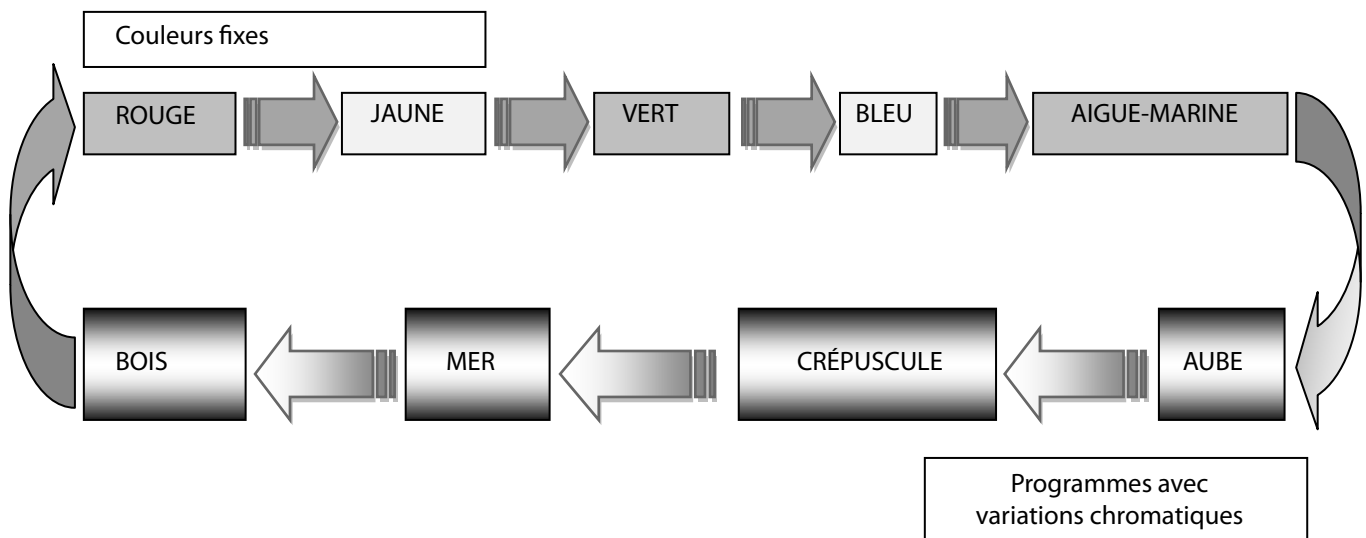 Couleurs fixes
ROUGE
JAUNE
VERT
BLEU
AIGUE-MARINE
BOIS
MER
CRÉPUSCULE
AUBE
Programmes avec
variations chromatiques